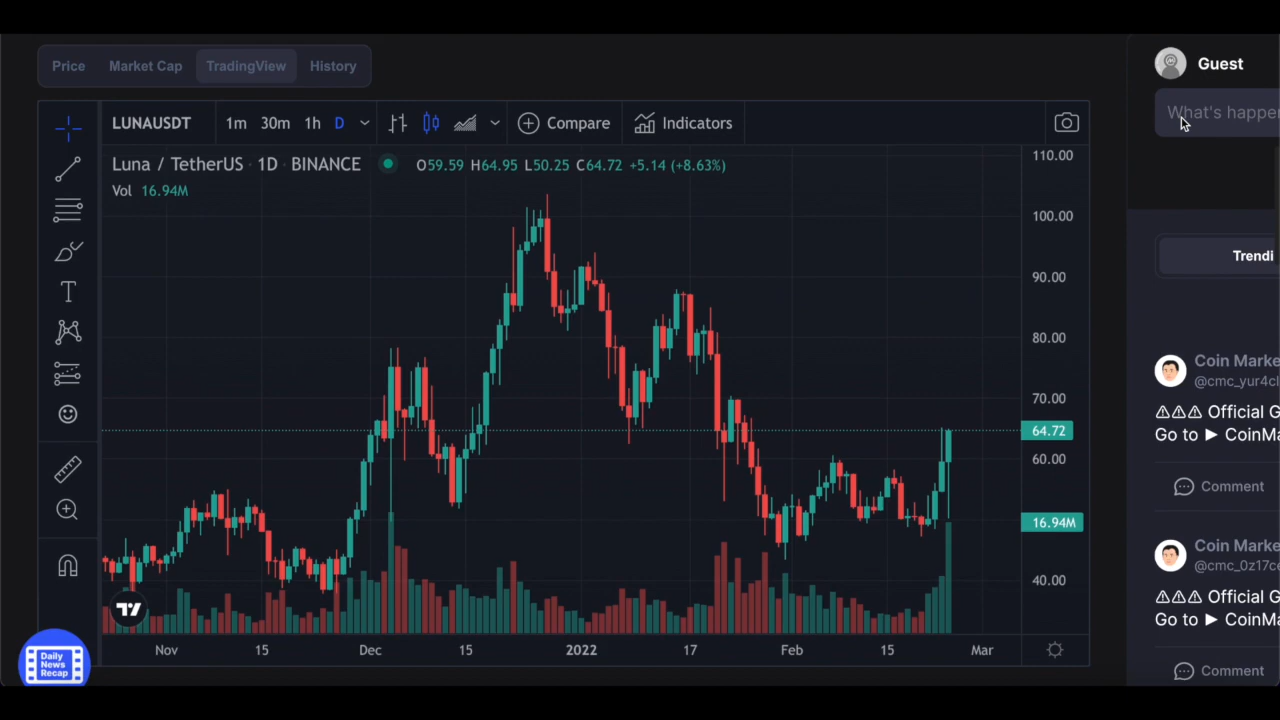 Price Market Cap TradingView History
Guest
What's happen
LUNAUSDT 1m 30m 1h D Compare Indicators
Luna / TetherUS · 1D · BINANCE O59.59 H64.95 L50.25 C64.72 +5.14 (+8.63%)
Vol 16.94M
110.00
100.00
90.00
80.00
70.00
64.72
60.00
16.94M
40.00
Nov 15 Dec 15 2022 17 Feb 15 Mar
Trendi
Coin Marke
@cmc_yur4cl
⚠⚠⚠ Official G
Go to ► CoinMa
Comment
Coin Marke
@cmc_0z17ce
⚠⚠⚠ Official G
Go to ► CoinMa
Comment
Daily
News
Recap